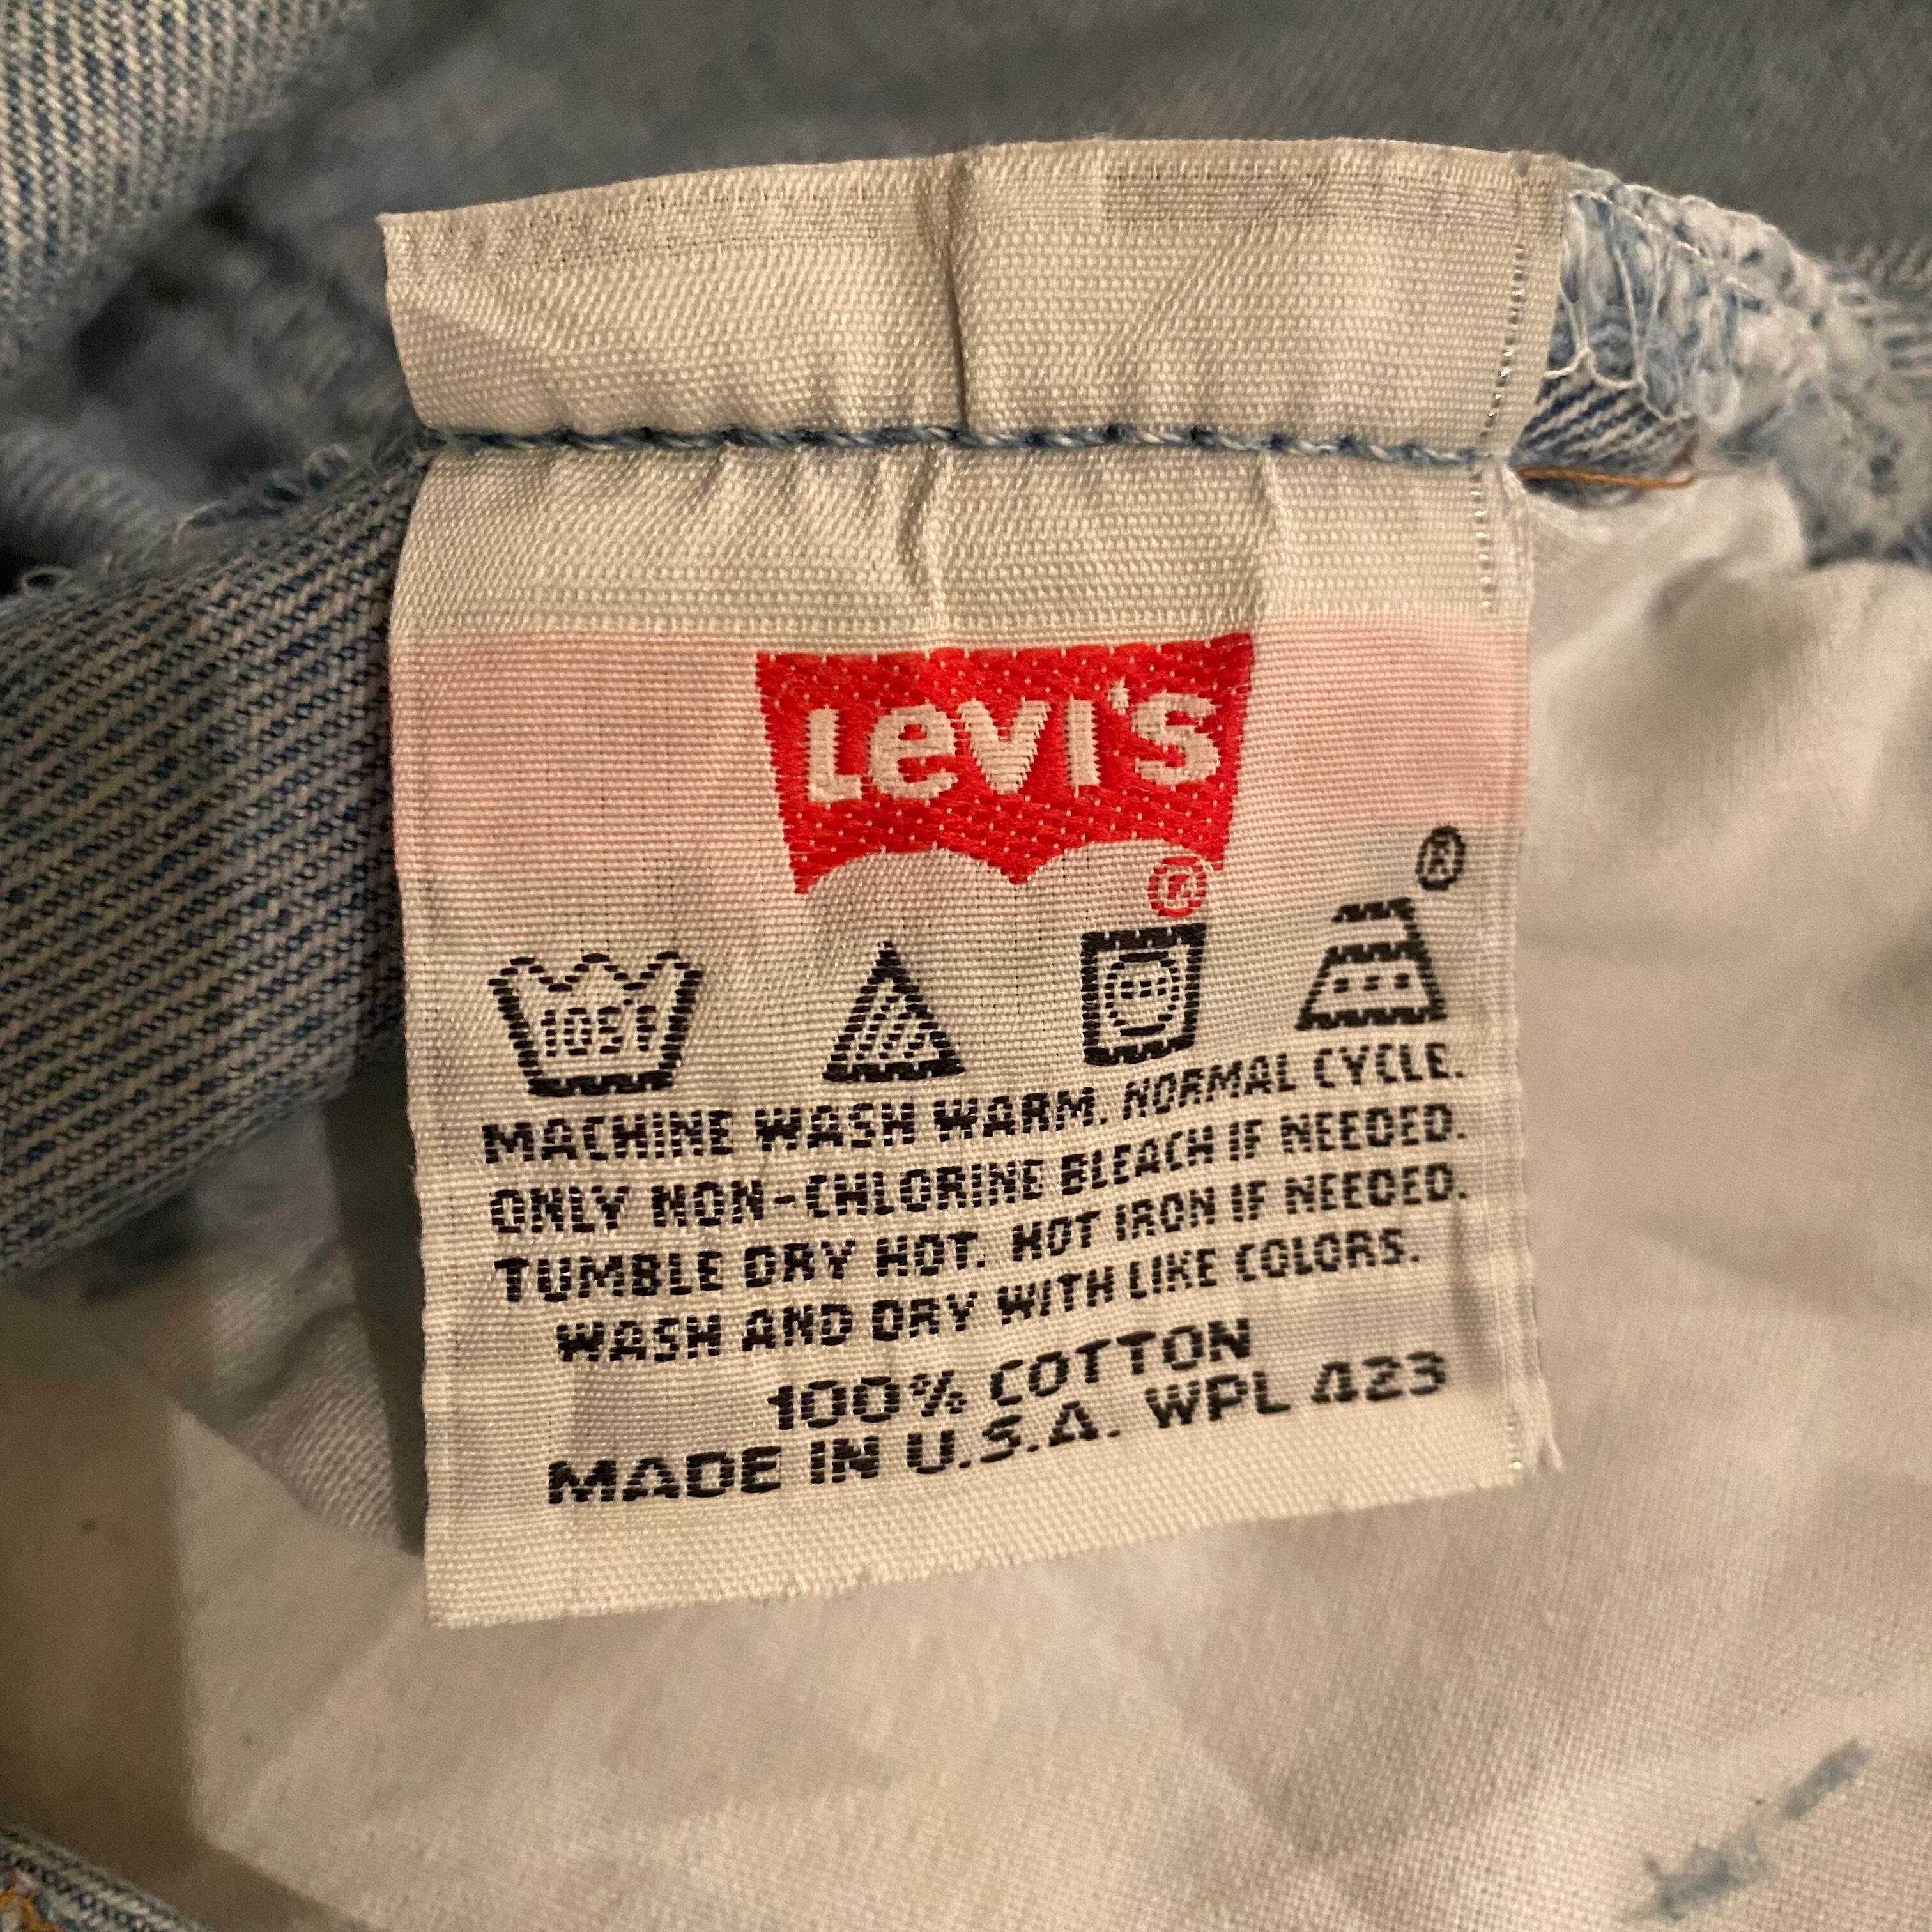 Levi's ®
®
105F
MACHINE WASH WARM. NORMAL CYCLE.
ONLY NON-CHLORINE BLEACH IF NEEDED.
TUMBLE DRY HOT. HOT IRON IF NEEDED.
WASH AND DRY WITH LIKE COLORS.
100% COTTON
MADE IN U.S.A. WPL 423